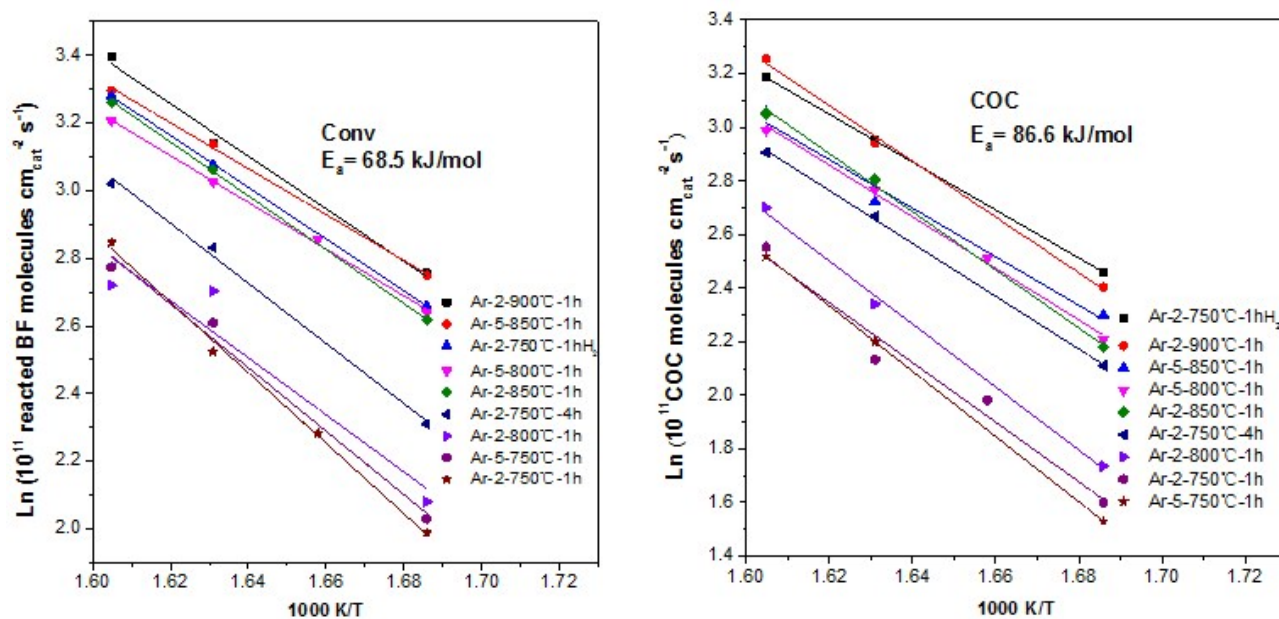 Ln (10¹¹ reacted BF molecules cm_cat.⁻² s⁻¹)
3.4
3.2
3.0
2.8
2.6
2.4
2.2
2.0
Conv
Eₐ= 68.5 kJ/mol
Ar-2-900℃-1h
Ar-5-850℃-1h
Ar-2-750℃-1hH₂
Ar-5-800℃-1h
Ar-2-850℃-1h
Ar-2-750℃-4h
Ar-2-800℃-1h
Ar-5-750℃-1h
Ar-2-750℃-1h
1.60 1.62 1.64 1.66 1.68 1.70 1.72
1000 K/T
Ln (10¹¹COC molecules cm_cat.⁻² s⁻¹)
3.4
3.2
3.0
2.8
2.6
2.4
2.2
2.0
1.8
1.6
1.4
COC
Eₐ= 86.6 kJ/mol
Ar-2-750℃-1hH₂
Ar-2-900℃-1h
Ar-5-850℃-1h
Ar-5-800℃-1h
Ar-2-850℃-1h
Ar-2-750℃-4h
Ar-2-800℃-1h
Ar-2-750℃-1h
Ar-5-750℃-1h
1.60 1.62 1.64 1.66 1.68 1.70 1.72
1000 K/T